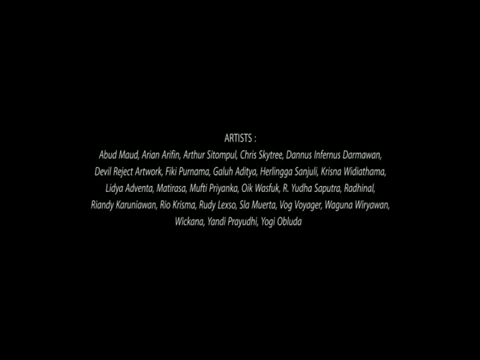 ARTISTS :
Abud Maud, Arian Arifin, Arthur Sitompul, Chris Skytree, Dannus Infernus Darmawan,
Devil Reject Artwork, Fiki Purnama, Galuh Aditya, Herlingga Sanjuli, Krisna Widiathama,
Lidya Adventa, Matirasa, Mufti Priyanka, Oik Wasfuk, R. Yudha Saputra, Radhinal,
Riandy Karuniawan, Rio Krisma, Rudy Lexso, Sla Muerta, Vog Voyager, Waguna Wiryawan,
Wickana, Yandi Prayudhi, Yogi Obluda